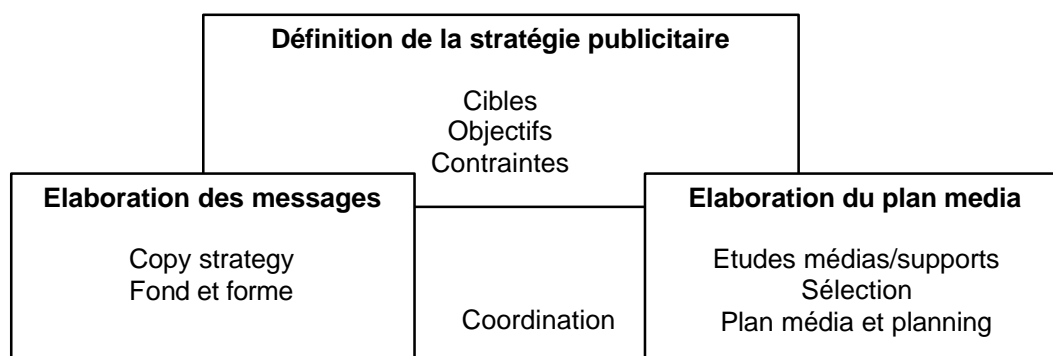 Définition de la stratégie publicitaire
Cibles
Objectifs
Contraintes
Elaboration des messages
Copy strategy
Fond et forme
Coordination
Elaboration du plan media
Etudes médias/supports
Sélection
Plan média et planning